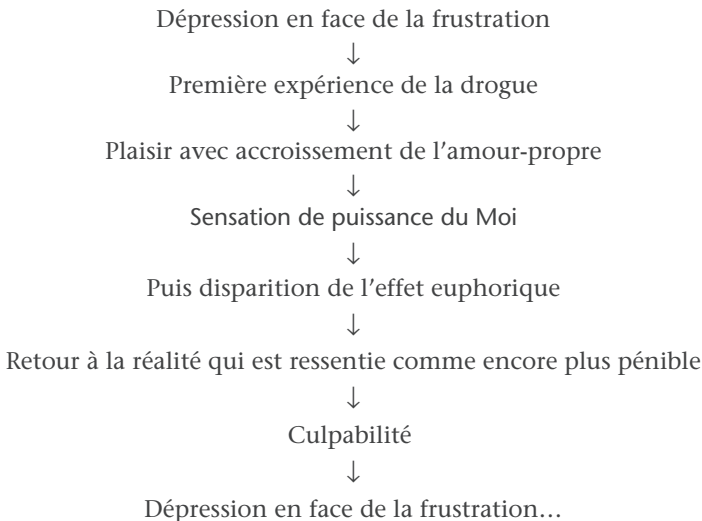 Dépression en face de la frustration
↓
Première expérience de la drogue
↓
Plaisir avec accroissement de l’amour-propre
↓
Sensation de puissance du Moi
↓
Puis disparition de l’effet euphorique
↓
Retour à la réalité qui est ressentie comme encore plus pénible
↓
Culpabilité
↓
Dépression en face de la frustration…